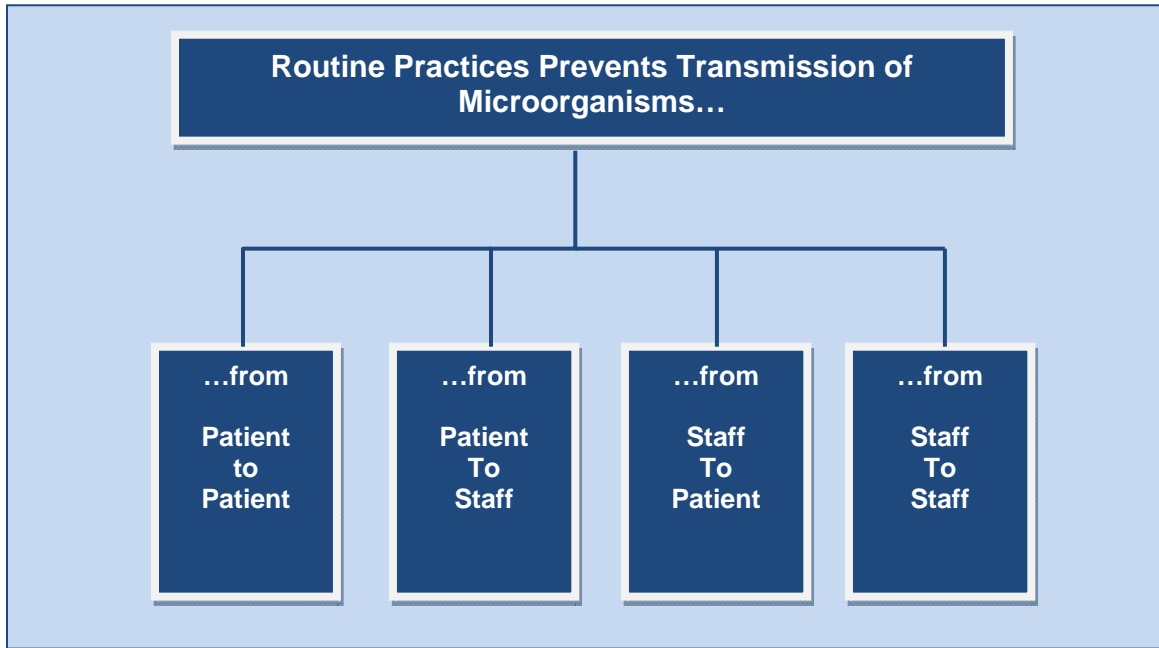 Routine Practices Prevents Transmission of
Microorganisms…
…from
Patient
to
Patient
…from
Patient
To
Staff
…from
Staff
To
Patient
…from
Staff
To
Staff